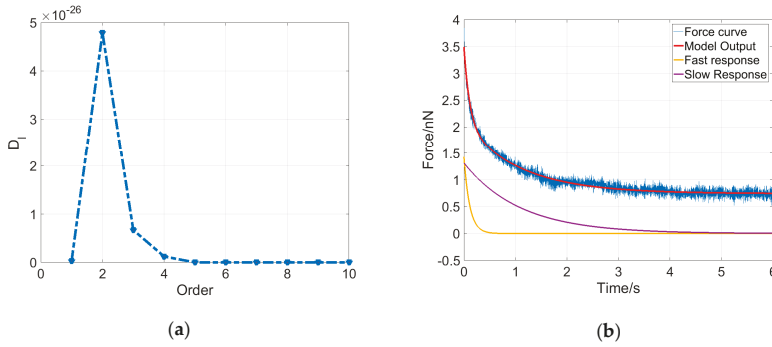 ×10^-26
5
4
3
2
1
0
0 2 4 6 8 10
D_l
Order
(a)
4
3.5
3
2.5
2
1.5
1
0.5
0
-0.5
0 1 2 3 4 5 6
Force/nN
Time/s
Force curve
Model Output
Fast response
Slow Response
(b)